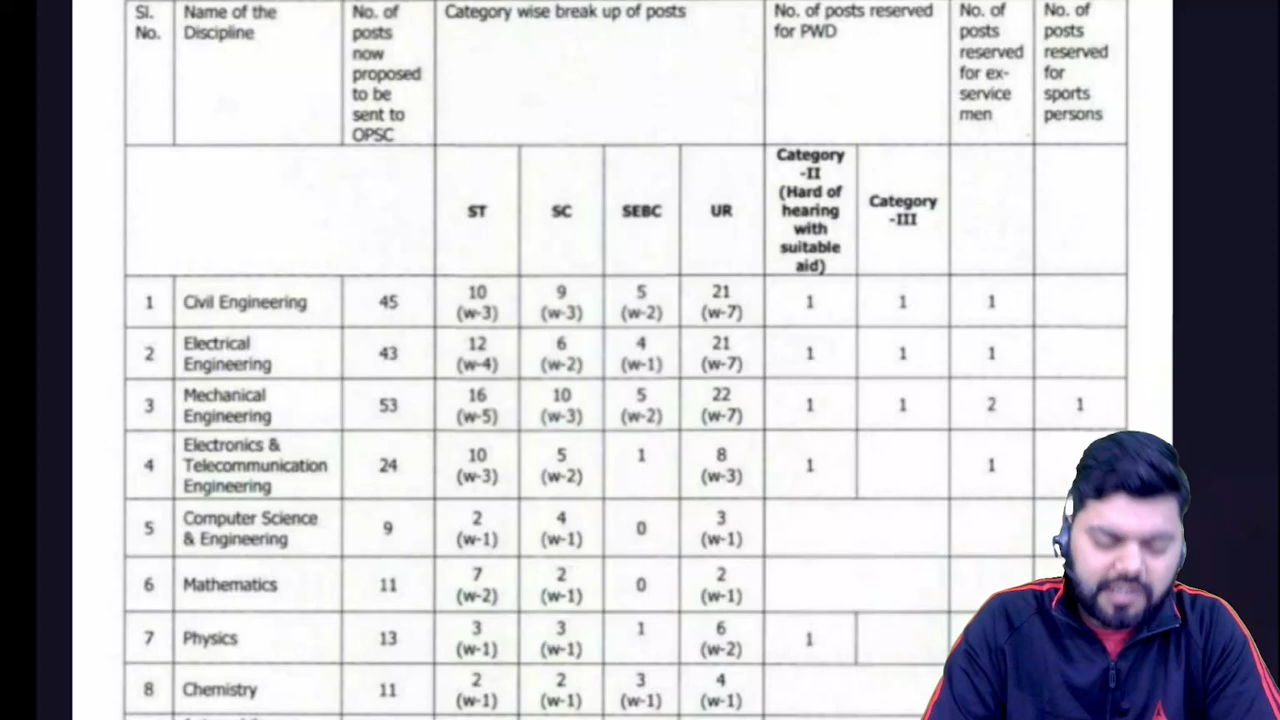 Sl. No. Name of the Discipline No. of posts now proposed to be sent to OPSC Category wise break up of posts No. of posts reserved for PWD No. of posts reserved for ex-service men No. of posts reserved for sports persons
ST SC SEBC UR Category -II (Hard of hearing with suitable aid) Category -III
1 Civil Engineering 45 10 (w-3) 9 (w-3) 5 (w-2) 21 (w-7) 1 1 1
2 Electrical Engineering 43 12 (w-4) 6 (w-2) 4 (w-1) 21 (w-7) 1 1 1
3 Mechanical Engineering 53 16 (w-5) 10 (w-3) 5 (w-2) 22 (w-7) 1 1 2 1
4 Electronics & Telecommunication Engineering 24 10 (w-3) 5 (w-2) 1 8 (w-3) 1 1
5 Computer Science & Engineering 9 2 (w-1) 4 (w-1) 0 3 (w-1)
6 Mathematics 11 7 (w-2) 2 (w-1) 0 2 (w-1)
7 Physics 13 3 (w-1) 3 (w-1) 1 6 (w-2) 1
8 Chemistry 11 2 (w-1) 2 (w-1) 3 (w-1) 4 (w-1)